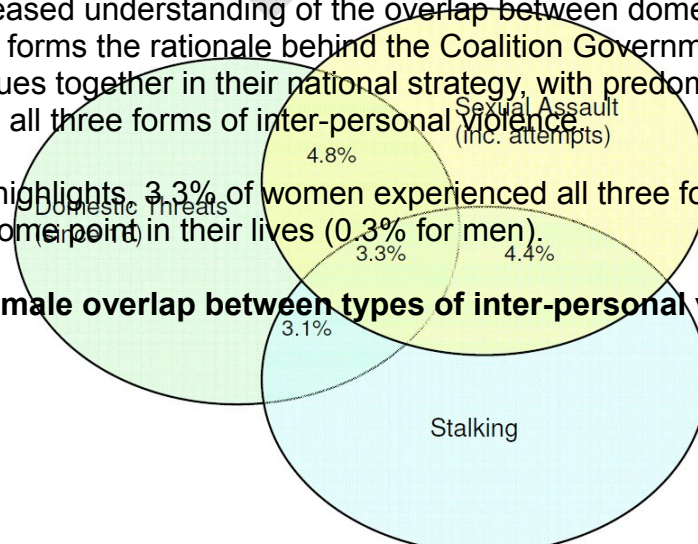 eased understanding of the overlap between dome
forms the rationale behind the Coalition Governm
ues together in their national strategy, with predom
all three forms of inter-personal violence.
Sexual Assault
(inc. attempts)
4.8%
highlights, 3.3% of women experienced all three fo
Domestic Threats
(since 16)
ome point in their lives (0.3% for men).
3.3%
4.4%
male overlap between types of inter-personal v
3.1%
Stalking